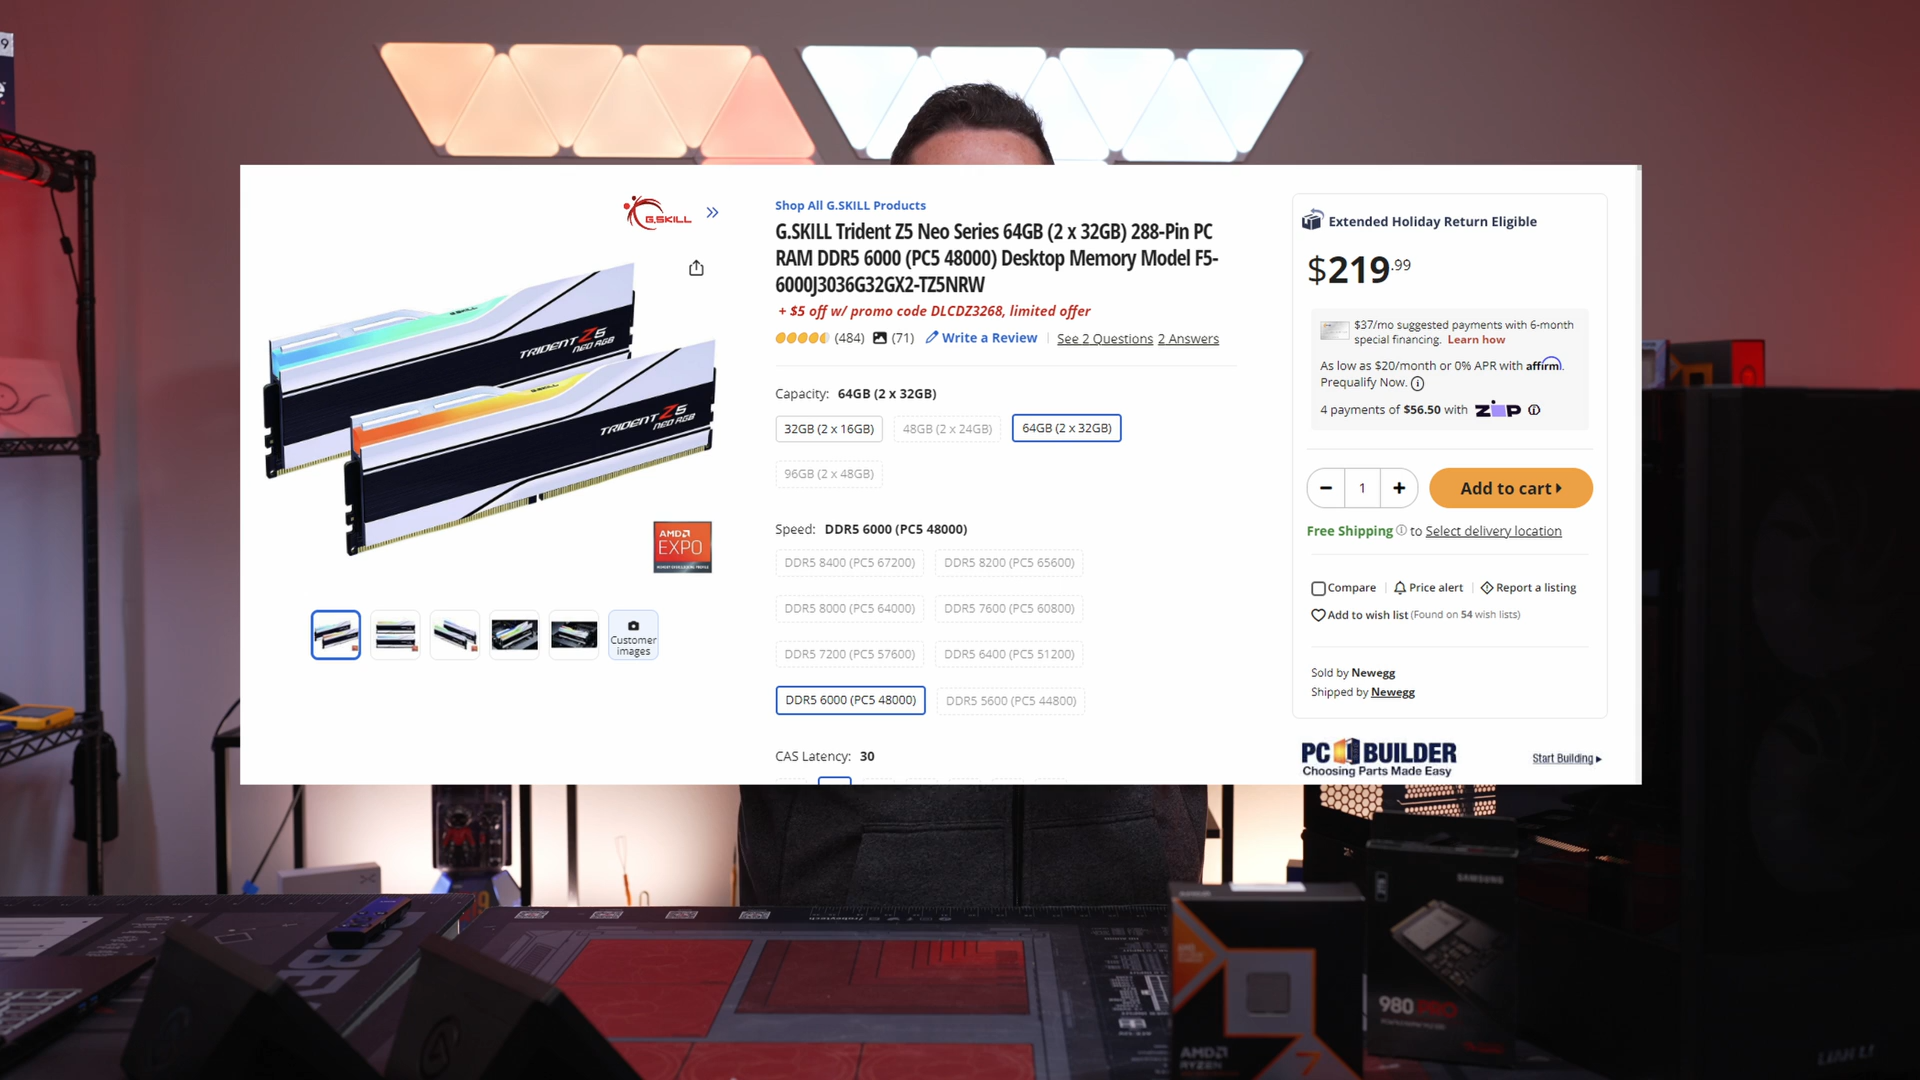 9
G.SKILL
Shop All G.SKILL Products
G.SKILL Trident Z5 Neo Series 64GB (2 x 32GB) 288-Pin PC
RAM DDR5 6000 (PC5 48000) Desktop Memory Model F5-
6000J3036G32GX2-TZ5NRW
+ $5 off w/ promo code DLCDZ3268, limited offer
(484) (71) Write a Review See 2 Questions 2 Answers
TRIDENT Z5
NEO RGB
TRIDENT Z5
NEO RGB
AMD
EXPO
Customer
images
Capacity: 64GB (2 x 32GB)
32GB (2 x 16GB) 48GB (2 x 24GB) 64GB (2 x 32GB)
96GB (2 x 48GB)
Speed: DDR5 6000 (PC5 48000)
DDR5 8400 (PC5 67200) DDR5 8200 (PC5 65600)
DDR5 8000 (PC5 64000) DDR5 7600 (PC5 60800)
DDR5 7200 (PC5 57600) DDR5 6400 (PC5 51200)
DDR5 6000 (PC5 48000) DDR5 5600 (PC5 44800)
CAS Latency: 30
Extended Holiday Return Eligible
$219.99
$37/mo suggested payments with 6-month
special financing. Learn how
As low as $20/month or 0% APR with affirm.
Prequalify Now.
4 payments of $56.50 with ZIP
1
Add to cart
Free Shipping to Select delivery location
Compare Price alert Report a listing
Add to wish list (Found on 54 wish lists)
Sold by Newegg
Shipped by Newegg
PC BUILDER
Choosing Parts Made Easy
Start Building
SAMSUNG
980 PRO
AMD
RYZEN
7
LIAN LI